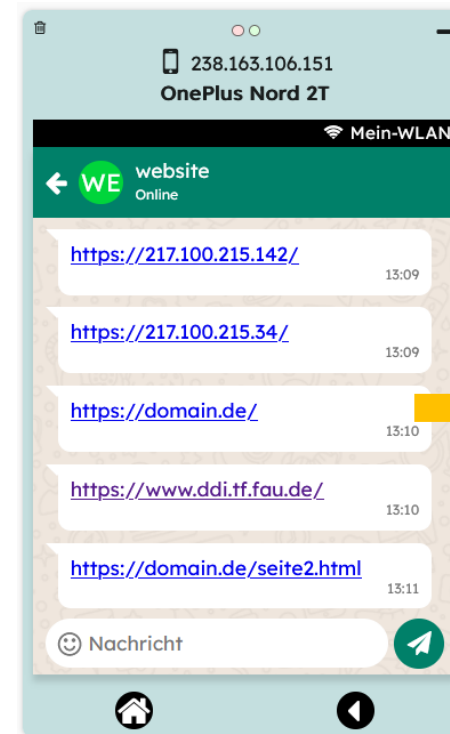 238.163.106.151
OnePlus Nord 2T
Mein-WLAN
WE
website
Online
https://217.100.215.142/
13:09
https://217.100.215.34/
13:09
https://domain.de/
13:10
https://www.ddi.tf.fau.de/
13:10
https://domain.de/seite2.html
13:11
Nachricht